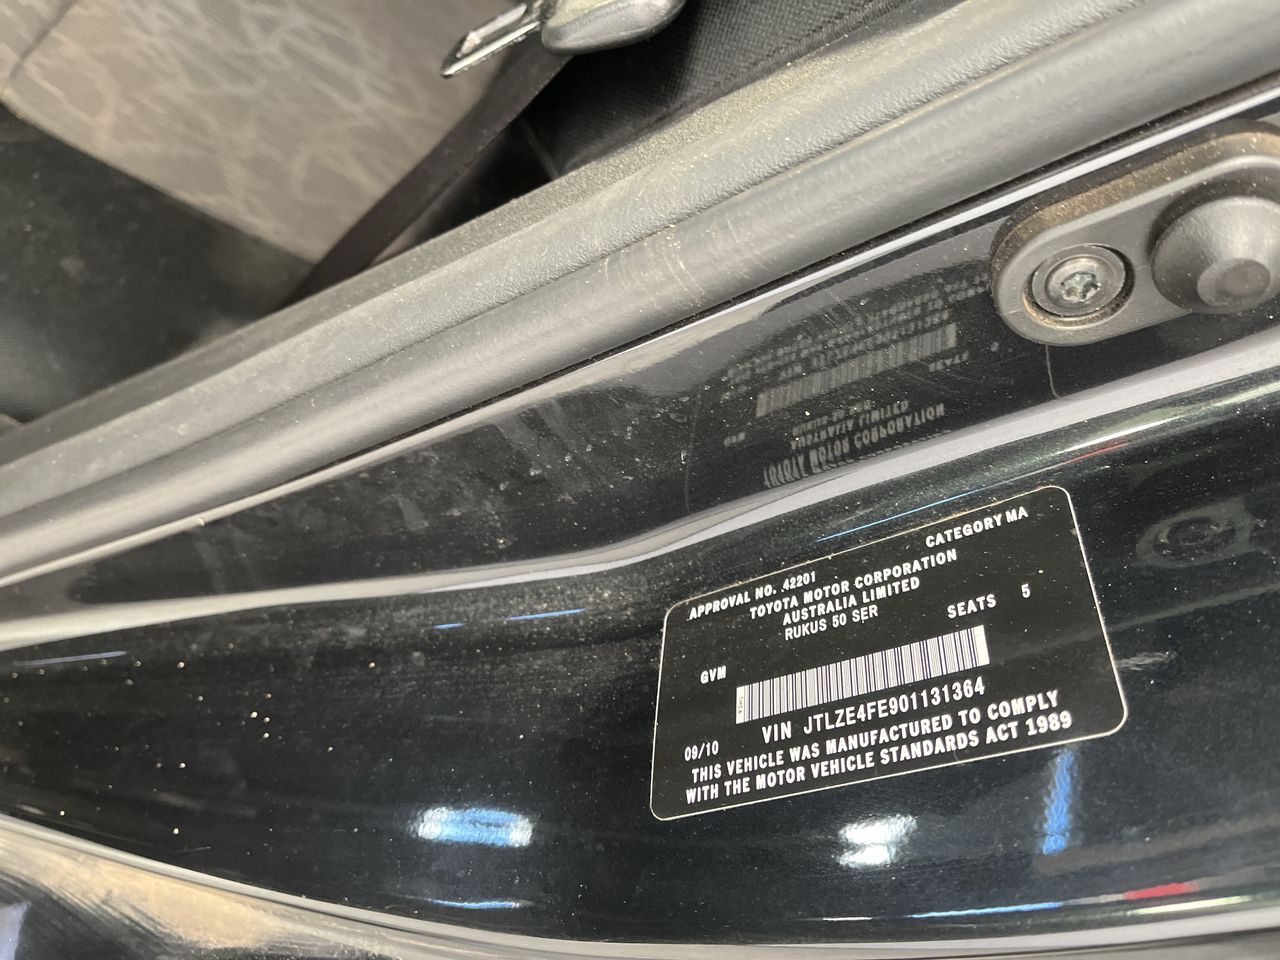 APPROVAL NO. 42201 CATEGORY MA
TOYOTA MOTOR CORPORATION
AUSTRALIA LIMITED
RUKUS 50 SER SEATS 5
GVM
VIN JTLZE4FE901131364
09/10
THIS VEHICLE WAS MANUFACTURED TO COMPLY
WITH THE MOTOR VEHICLE STANDARDS ACT 1989